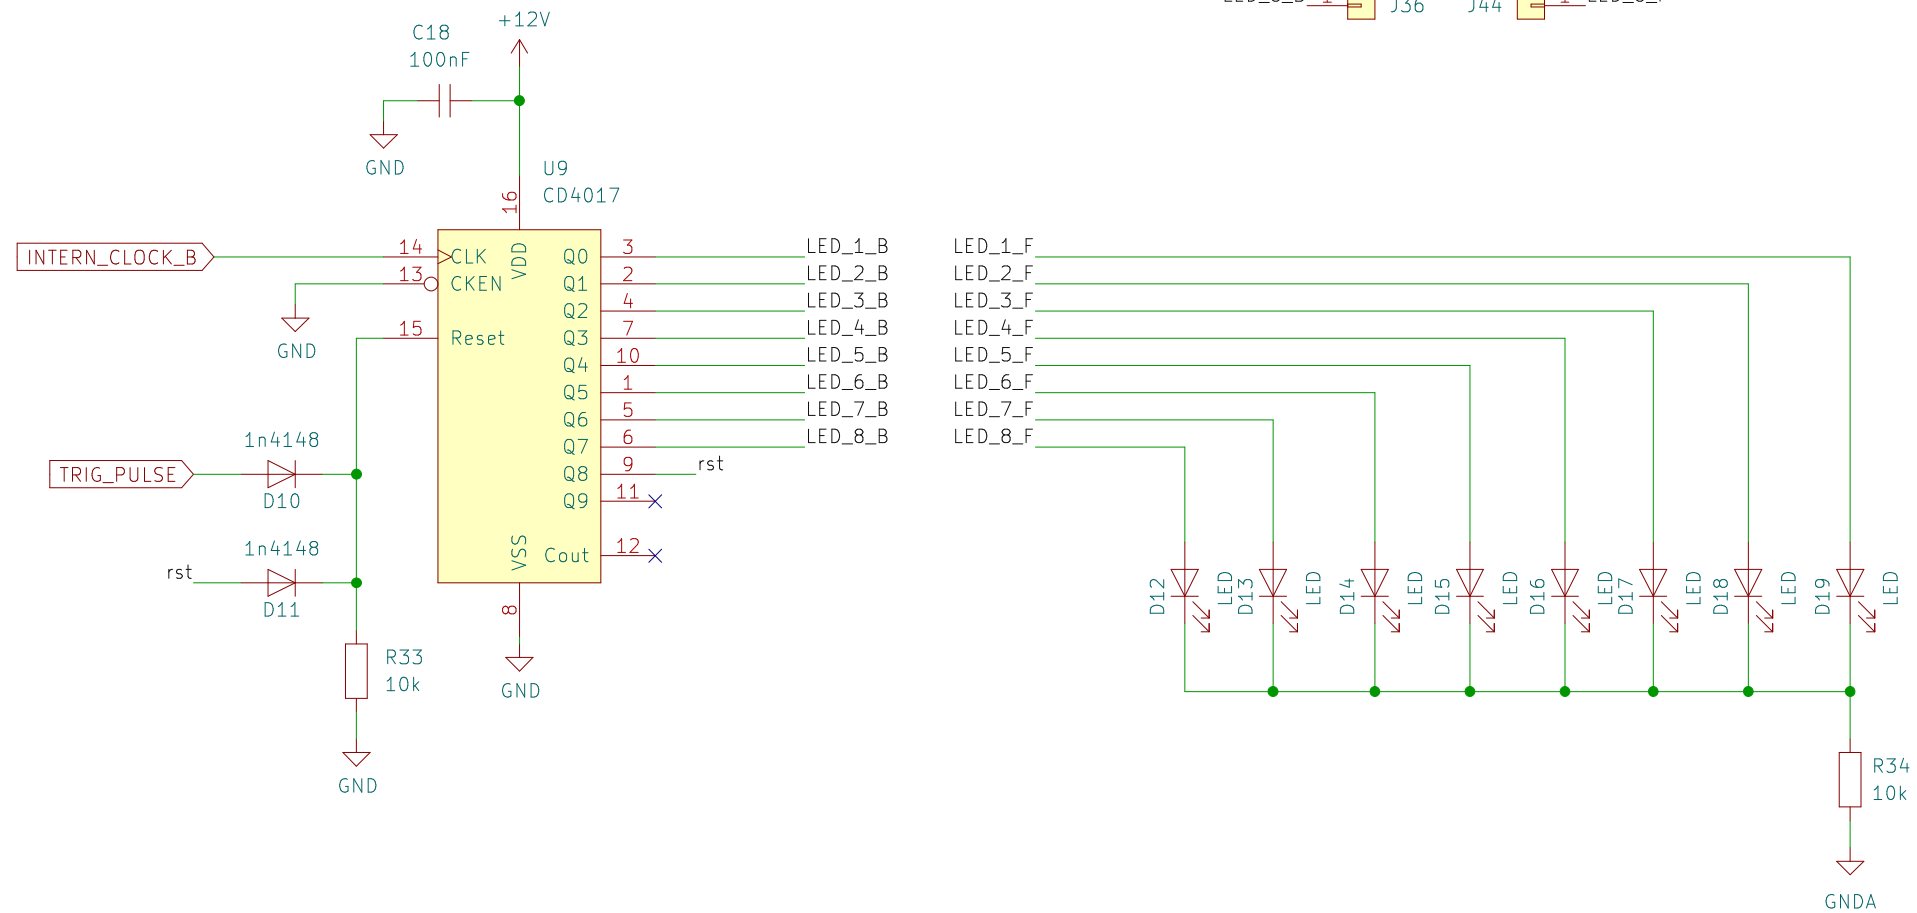 J36
J44
+12V
C18
100nF
GND
U9
CD4017
16
INTERN_CLOCK_B
14
CLK
VDD
Q0
3
LED_1_B
LED_1_F
13
CKEN
Q1
2
LED_2_B
LED_2_F
GND
Q2
4
LED_3_B
LED_3_F
15
Reset
Q3
7
LED_4_B
LED_4_F
Q4
10
LED_5_B
LED_5_F
Q5
1
LED_6_B
LED_6_F
Q6
5
LED_7_B
LED_7_F
Q7
6
LED_8_B
LED_8_F
1n4148
TRIG_PULSE
D10
Q8
9
rst
Q9
11
1n4148
rst
D11
VSS
Cout
12
8
GND
D12
LED
D13
LED
D14
LED
D15
LED
D16
LED
D17
LED
D18
LED
D19
LED
R33
10k
GND
R34
10k
GNDA